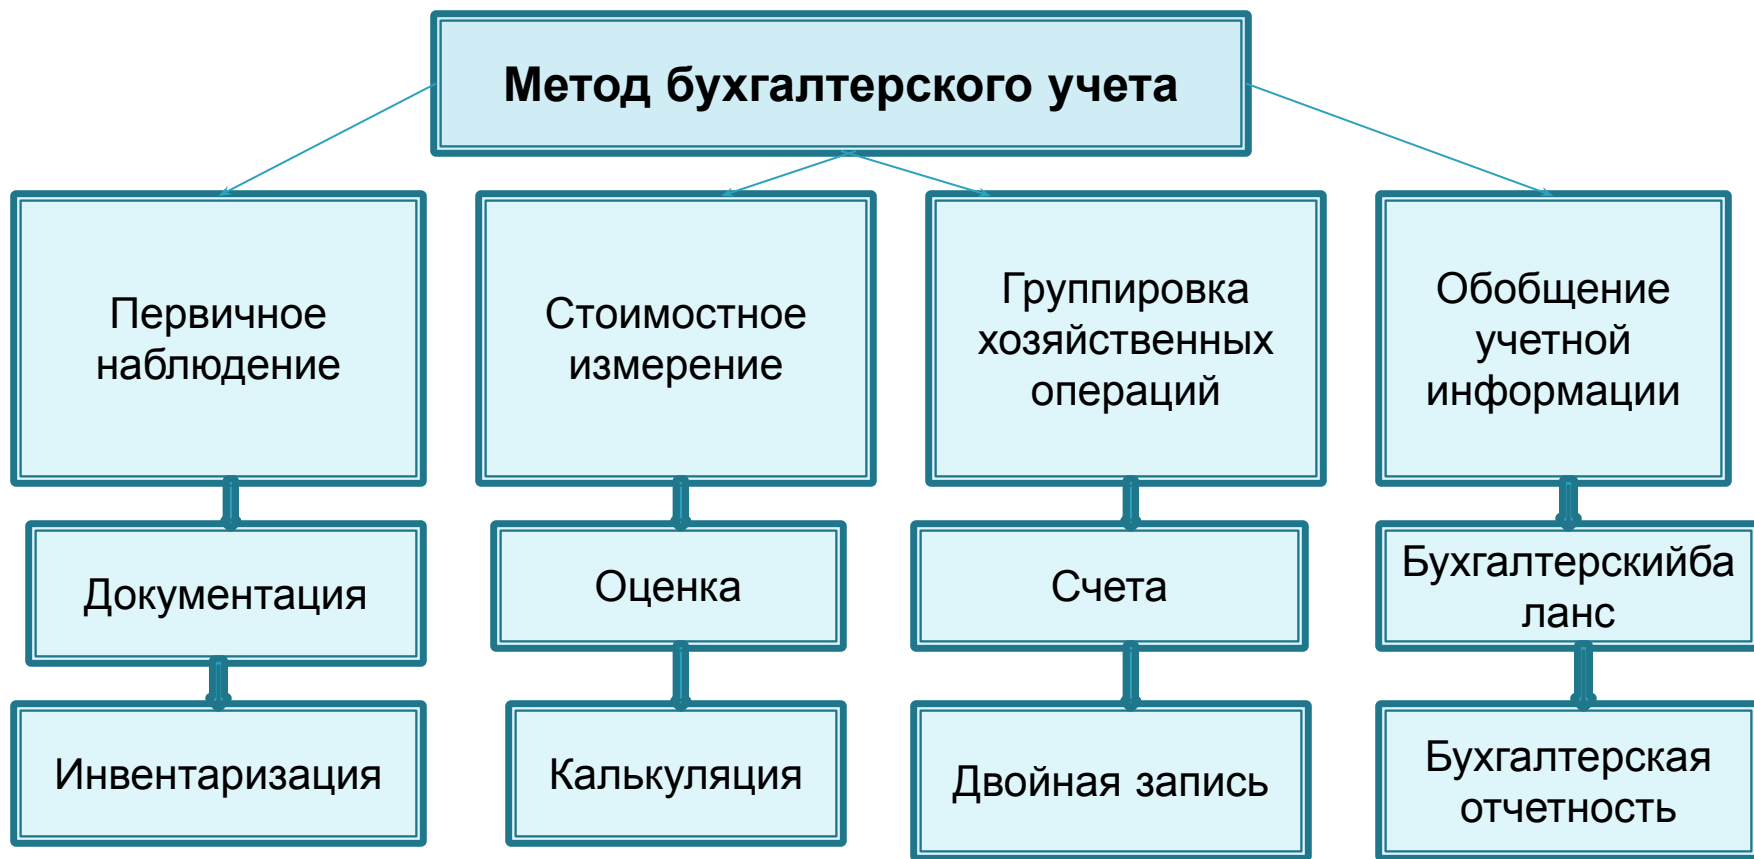 Метод бухгалтерского учета
Первичное
наблюдение
Стоимостное
измерение
Группировка
хозяйственных
операций
Обобщение
учетной
информации
Документация
Оценка
Счета
Бухгалтерскийба
ланс
Инвентаризация
Калькуляция
Двойная запись
Бухгалтерская
отчетность